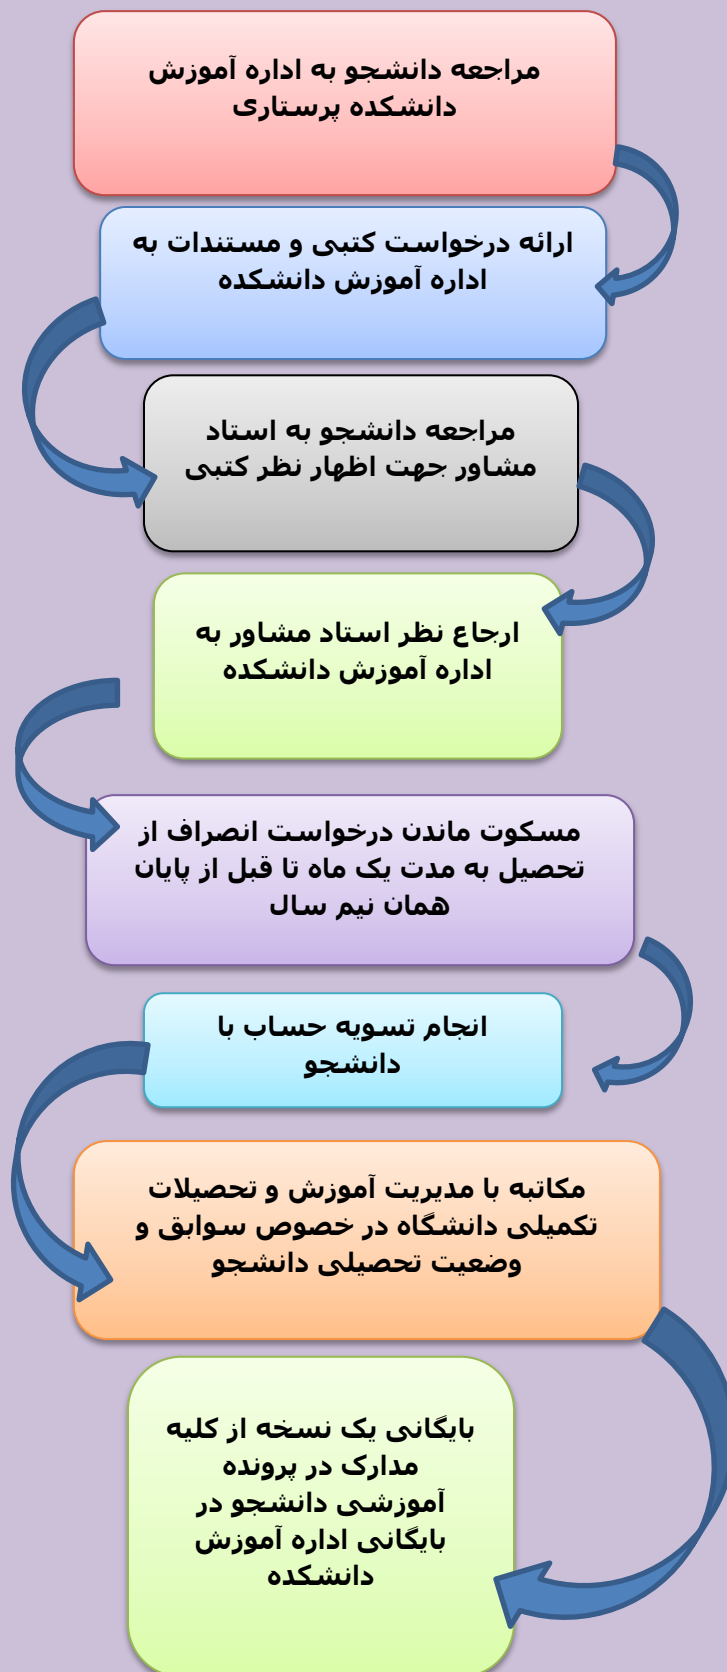 مراجعه دانشجو به اداره آموزش
دانشکده پرستاری
ارائه درخواست کتبی و مستندات به
اداره آموزش دانشکده
مراجعه دانشجو به استاد
مشاور جهت اظهار نظر کتبی
ارجاع نظر استاد مشاور به
اداره آموزش دانشکده
مسکوت ماندن درخواست انصراف از
تحصیل به مدت یک ماه تا قبل از پایان
همان نیم سال
انجام تسویه حساب با
دانشجو
مکاتبه با مدیریت آموزش و تحصیلات
تکمیلی دانشگاه در خصوص سوابق و
وضعیت تحصیلی دانشجو
بایگانی یک نسخه از کلیه
مدارک در پرونده
آموزشی دانشجو در
بایگانی اداره آموزش
دانشکده